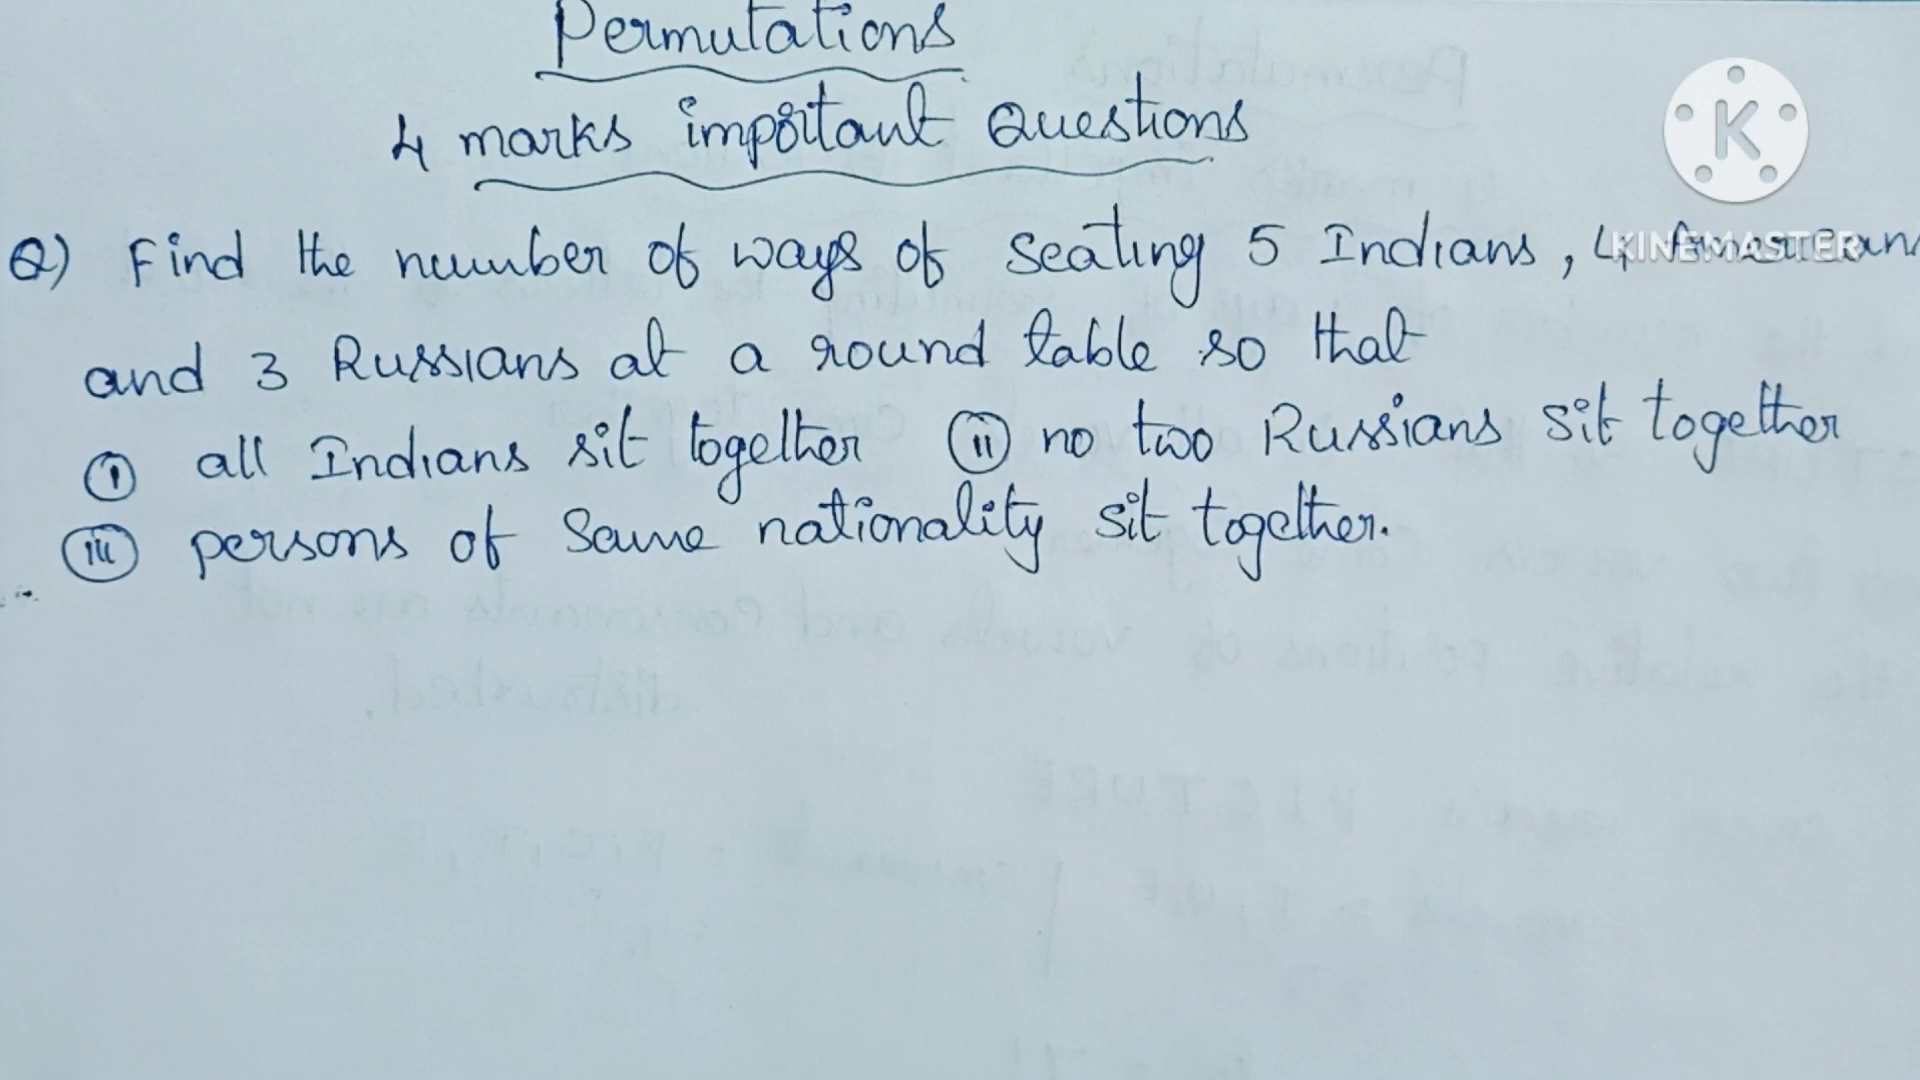 Permutations
4 marks important Questions
K
Q) Find the number of ways of seating 5 Indians, 4 Americans
KINEMASTER
and 3 Russians at a round table so that
(i) all Indians sit together (ii) no two Russians sit together
(iii) persons of same nationality sit together.